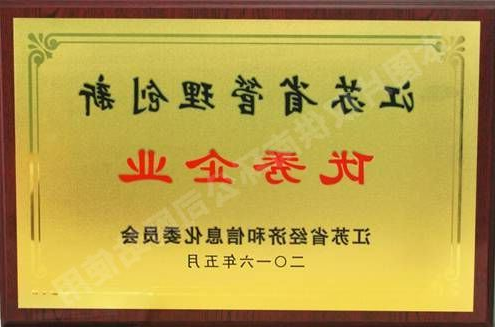 江苏省管理创新
优秀企业
江苏省经济和信息化委员会
二〇一六年五月